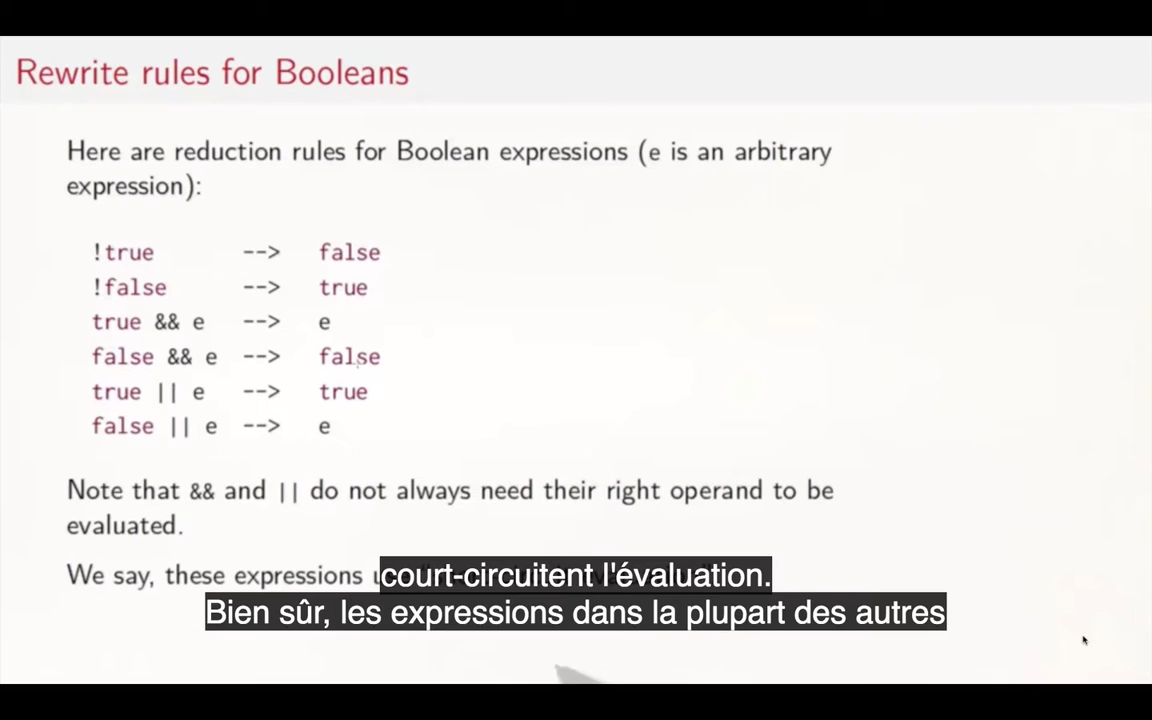 Rewrite rules for Booleans
Here are reduction rules for Boolean expressions (e is an arbitrary
expression):
!true --> false
!false --> true
true && e --> e
false && e --> false
true || e --> true
false || e --> e
Note that && and || do not always need their right operand to be
evaluated.
We say, these expressions
court-circuitent l'évaluation.
Bien sûr, les expressions dans la plupart des autres